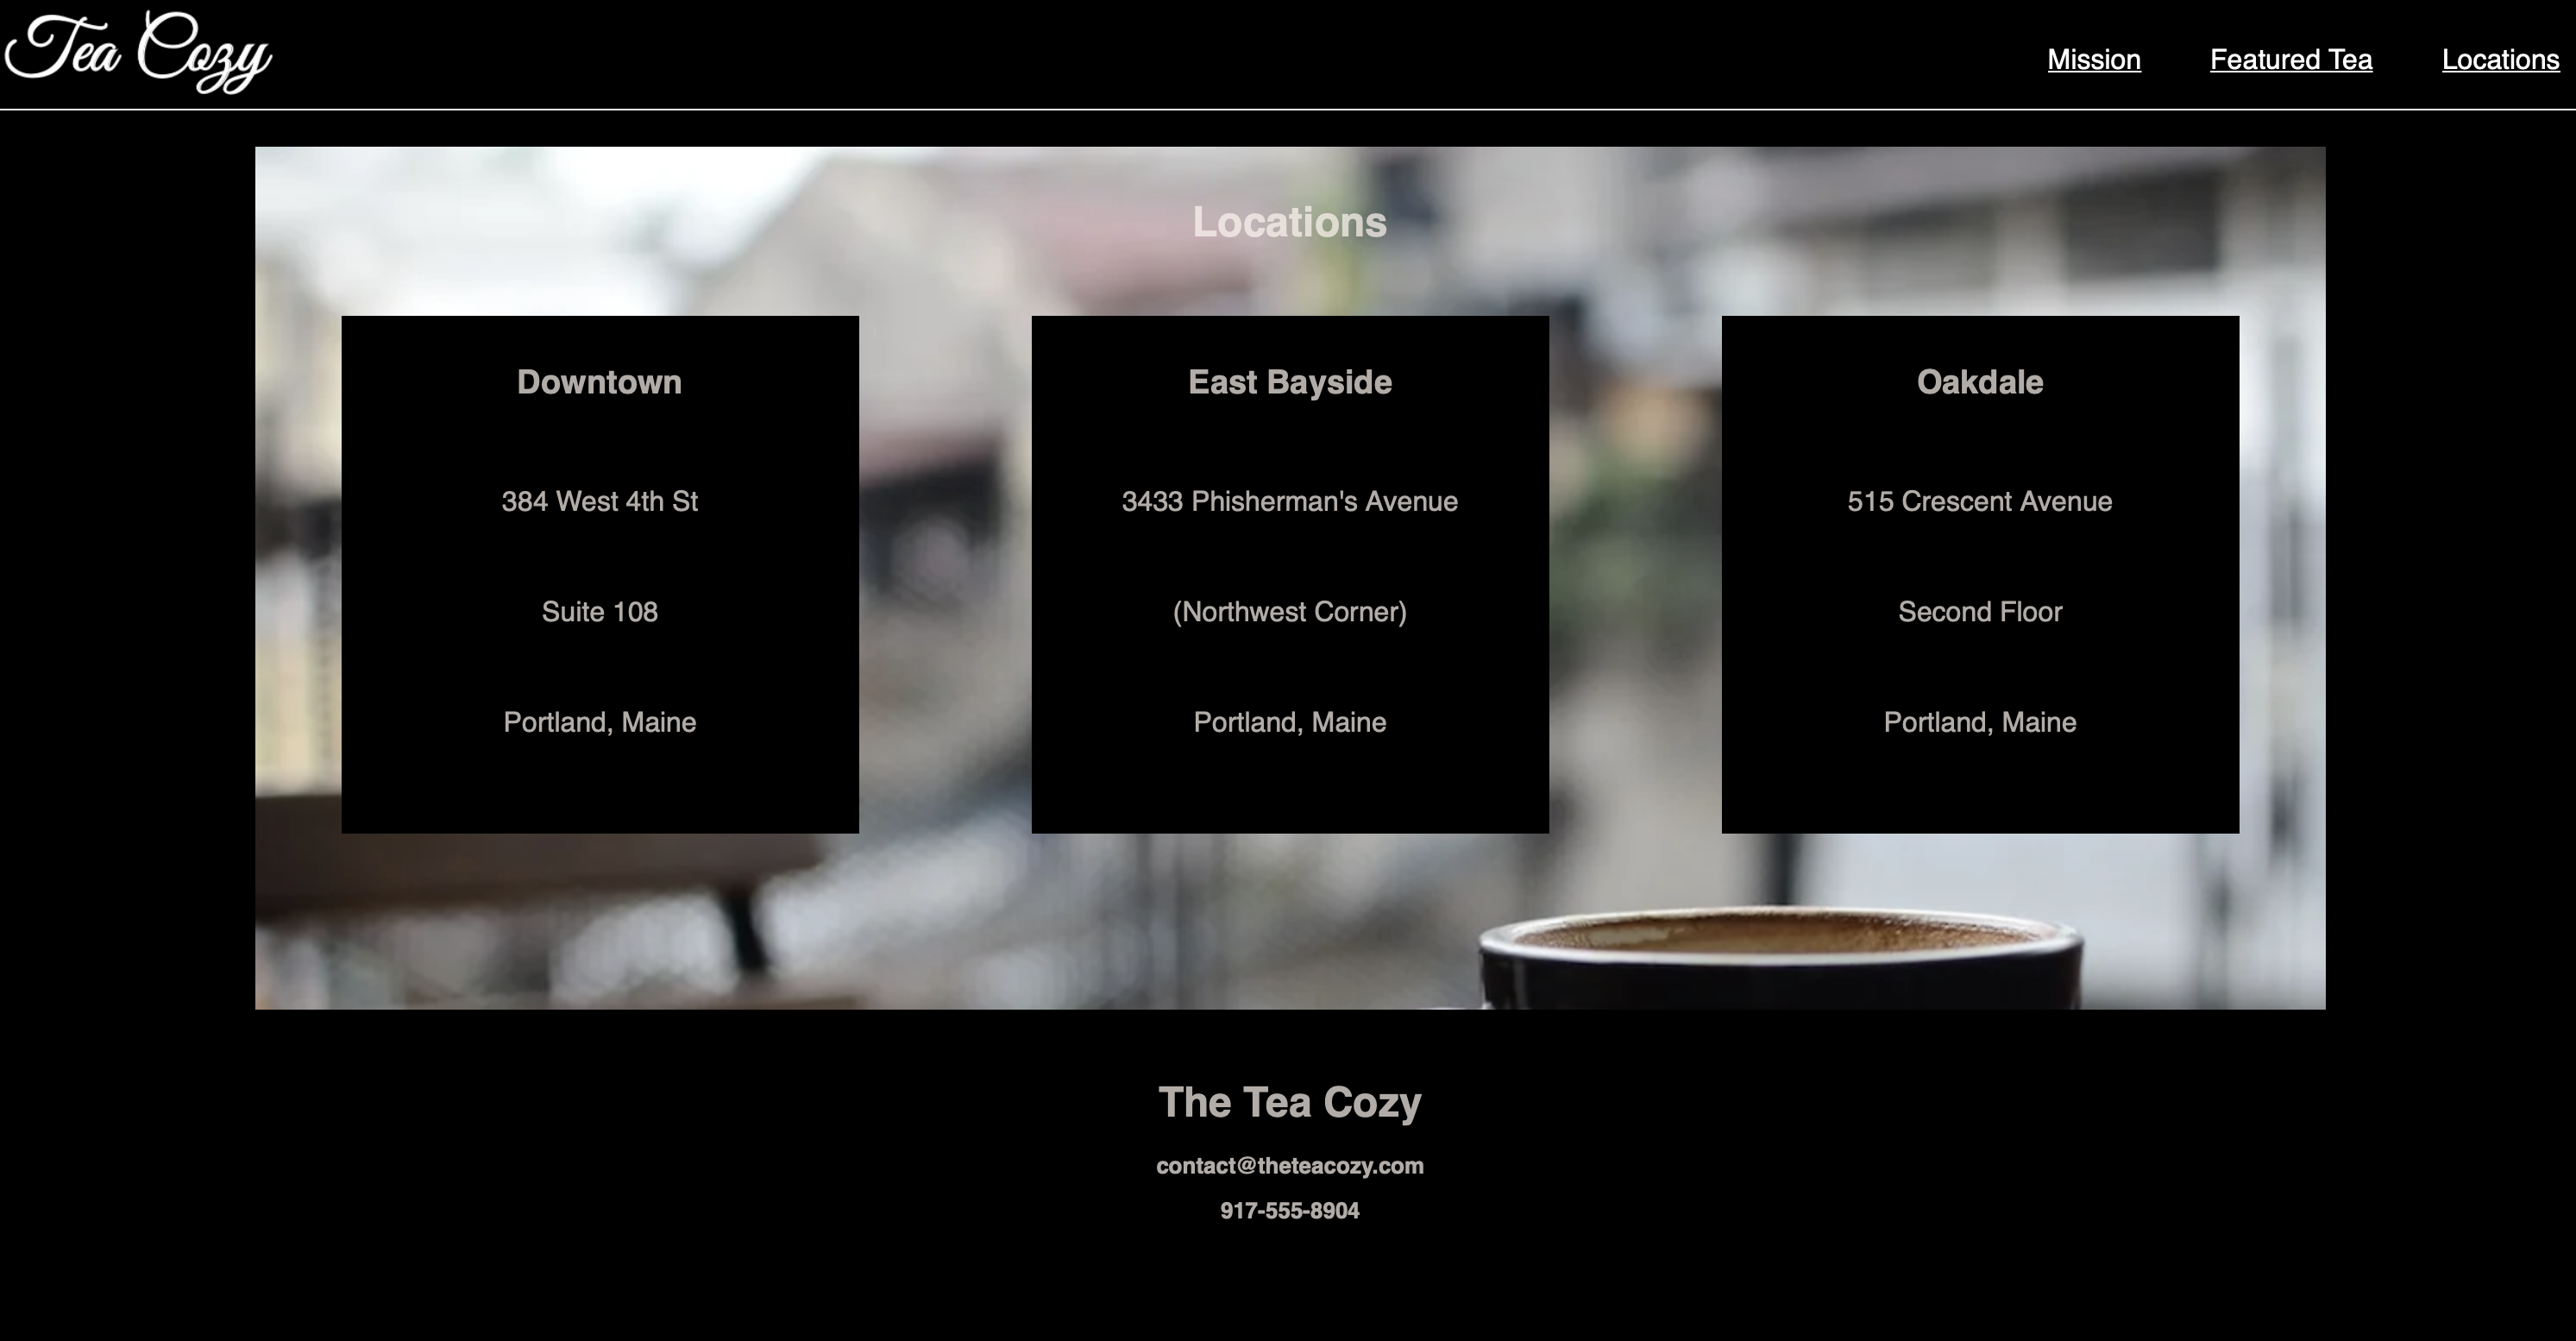 Tea Cozy
Mission
Featured Tea
Locations
Locations
Downtown
384 West 4th St
Suite 108
Portland, Maine
East Bayside
3433 Phisherman's Avenue
(Northwest Corner)
Portland, Maine
Oakdale
515 Crescent Avenue
Second Floor
Portland, Maine
The Tea Cozy
contact@theteacozy.com
917-555-8904